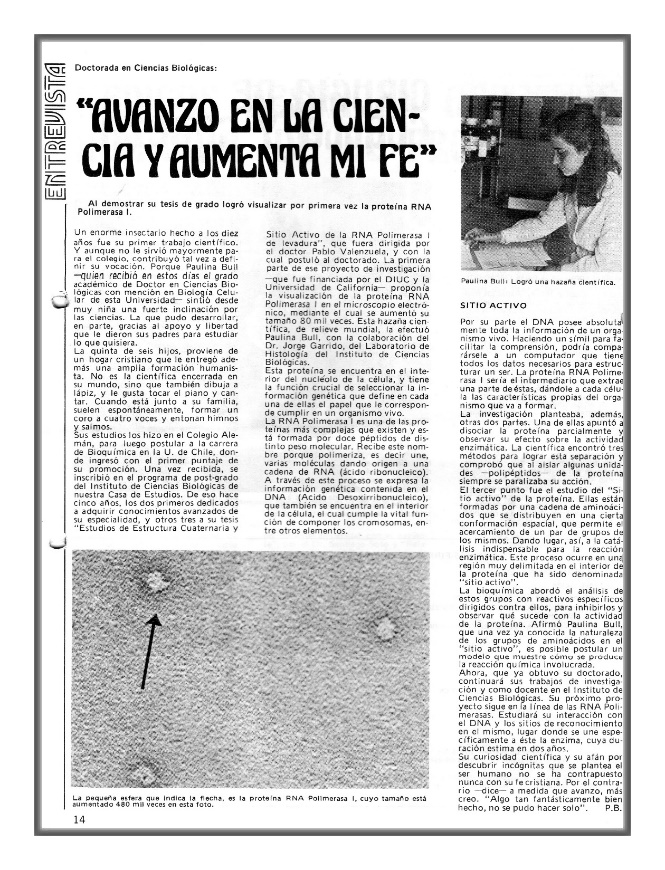 ENTREVISTA
Doctorada en Ciencias Biológicas:
“AVANZO EN LA CIEN-
CIA Y AUMENTA MI FE”
Al demostrar su tesis de grado logró visualizar por primera vez la proteína RNA
Polimerasa I.
Un enorme insectario hecho a los diez
años fue su primer trabajo científico.
Y aunque no le sirvió mayormente pa-
ra el colegio, contribuyó tal vez a defi-
nir su vocación. Porque Paulina Bull
—quien recibió en estos días el grado
académico de Doctor en Ciencias Bio-
lógicas con mención en Biología Celu-
lar de esta Universidad— sintió desde
muy niña una fuerte inclinación por
las ciencias. La que pudo desarrollar,
en parte, gracias al apoyo y libertad
que le dieron sus padres para estudiar
lo que quisiera.
La quinta de seis hijos, proviene de
un hogar cristiano que le entregó ade-
más una amplia formación humanis-
ta. No es la científica encerrada en
su mundo, sino que también dibuja a
lápiz, y le gusta tocar el piano y can-
tar. Cuando está junto a su familia,
suelen espontáneamente, formar un
coro a cuatro voces y entonan himnos
y salmos.
Sus estudios los hizo en el Colegio Ale-
mán, para luego postular a la carrera
de Bioquímica en la U. de Chile, don-
de ingresó con el primer puntaje de
su promoción. Una vez recibida, se
inscribió en el programa de post-grado
del Instituto de Ciencias Biológicas de
nuestra Casa de Estudios. De eso hace
cinco años, los dos primeros dedicados
a adquirir conocimientos avanzados de
su especialidad, y otros tres a su tesis
“Estudios de Estructura Cuaternaria y
Sitio Activo de la RNA Polimerasa I
de levadura”, que fuera dirigida por
el doctor Pablo Valenzuela, y con la
cual postuló al doctorado. La primera
parte de ese proyecto de investigación
—que fue financiada por el DIUC y la
Universidad de California— proponía
la visualización de la proteína RNA
Polimerasa I en el microscopio electró-
nico, mediante el cual se aumentó su
tamaño 80 mil veces. Esta hazaña cien-
tífica, de relieve mundial, la efectuó
Paulina Bull, con la colaboración del
Dr. Jorge Garrido, del Laboratorio de
Histología del Instituto de Ciencias
Biológicas.
Esta proteína se encuentra en el inte-
rior del nucléolo de la célula, y tiene
la función crucial de seleccionar la in-
formación genética que define en cada
una de ellas el papel que le correspon-
de cumplir en un organismo vivo.
La RNA Polimerasa I es una de las pro-
teínas más complejas que existen y es-
tá formada por doce péptidos de dis-
tinto peso molecular. Recibe este nom-
bre porque polimeriza, es decir une,
varias moléculas dando origen a una
cadena de RNA (ácido ribonucleico).
A través de este proceso se expresa la
información genética contenida en el
DNA (Acido Desoxirribonucleico),
que también se encuentra en el interior
de la célula, el cual cumple la vital fun-
ción de componer los cromosomas, en-
tre otros elementos.
Paulina Bull: Logró una hazaña científica.
SITIO ACTIVO
Por su parte el DNA posee absoluta
mente toda la información de un orga-
nismo vivo. Haciendo un símil para fa-
cilitar la comprensión, podría compa-
rársele a un computador que tiene
todos los datos necesarios para estruc-
turar un ser. La proteína RNA Polime-
rasa I sería el intermediario que extrae
una parte de éstas, dándole a cada célu-
la las características propias del orga-
nismo que va a formar.
La investigación planteaba, además,
otras dos partes. Una de ellas apuntó a
disociar la proteína parcialmente y
observar su efecto sobre la actividad
enzimática. La científica encontró tres
métodos para lograr esta separación y
comprobó que al aislar algunas unida-
des —polipéptidos— de la proteína
siempre se paralizaba su acción.
El tercer punto fue el estudio del “Si-
tio activo” de la proteína. Ellas están
formadas por una cadena de aminoáci-
dos que se distribuyen en una cierta
conformación espacial, que permite el
acercamiento de un par de grupos de
los mismos. Dando lugar, así, a la catá-
lisis indispensable para la reacción
enzimática. Este proceso ocurre en una
región muy delimitada en el interior de
la proteína que ha sido denominada
“sitio activo”.
La bioquímica abordó el análisis de
estos grupos con reactivos específicos
dirigidos contra ellos, para inhibirlos y
observar qué sucede con la actividad
de la proteína. Afirmó Paulina Bull,
que una vez ya conocida la naturaleza
de los grupos de aminoácidos en el
“sitio activo”, es posible postular un
modelo que muestre cómo se produce
la reacción química involucrada.
Ahora, que ya obtuvo su doctorado,
continuará sus trabajos de investiga-
ción y como docente en el Instituto de
Ciencias Biológicas. Su próximo pro-
yecto sigue en la línea de las RNA Poli-
merasas. Estudiará su interacción con
el DNA y los sitios de reconocimiento
en el mismo, lugar donde se une espe-
cíficamente a éste la enzima, cuya du-
ración estima en dos años.
Su curiosidad científica y su afán por
descubrir incógnitas que se plantea el
ser humano no se ha contrapuesto
nunca con su fe cristiana. Por el contra-
rio —dice— a medida que avanzo, más
creo. “Algo tan fantásticamente bien
hecho, no se pudo hacer solo”. P.B.
La pequeña esfera que indica la flecha, es la proteína RNA Polimerasa I, cuyo tamaño está
aumentado 480 mil veces en esta foto.
14